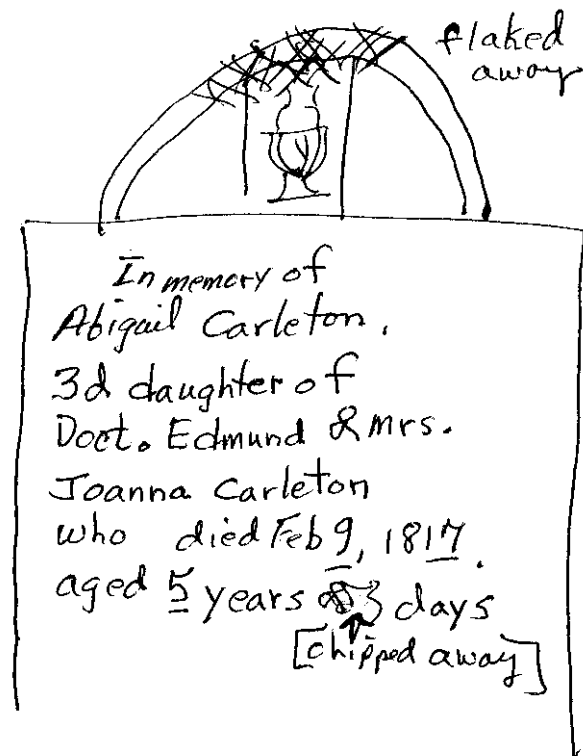 flaked
away
In memory of
Abigail Carleton.
3d daughter of
Doct. Edmund & Mrs.
Joanna Carleton
who died Feb 9, 1817.
aged 5 years & 3 days
[chipped away]